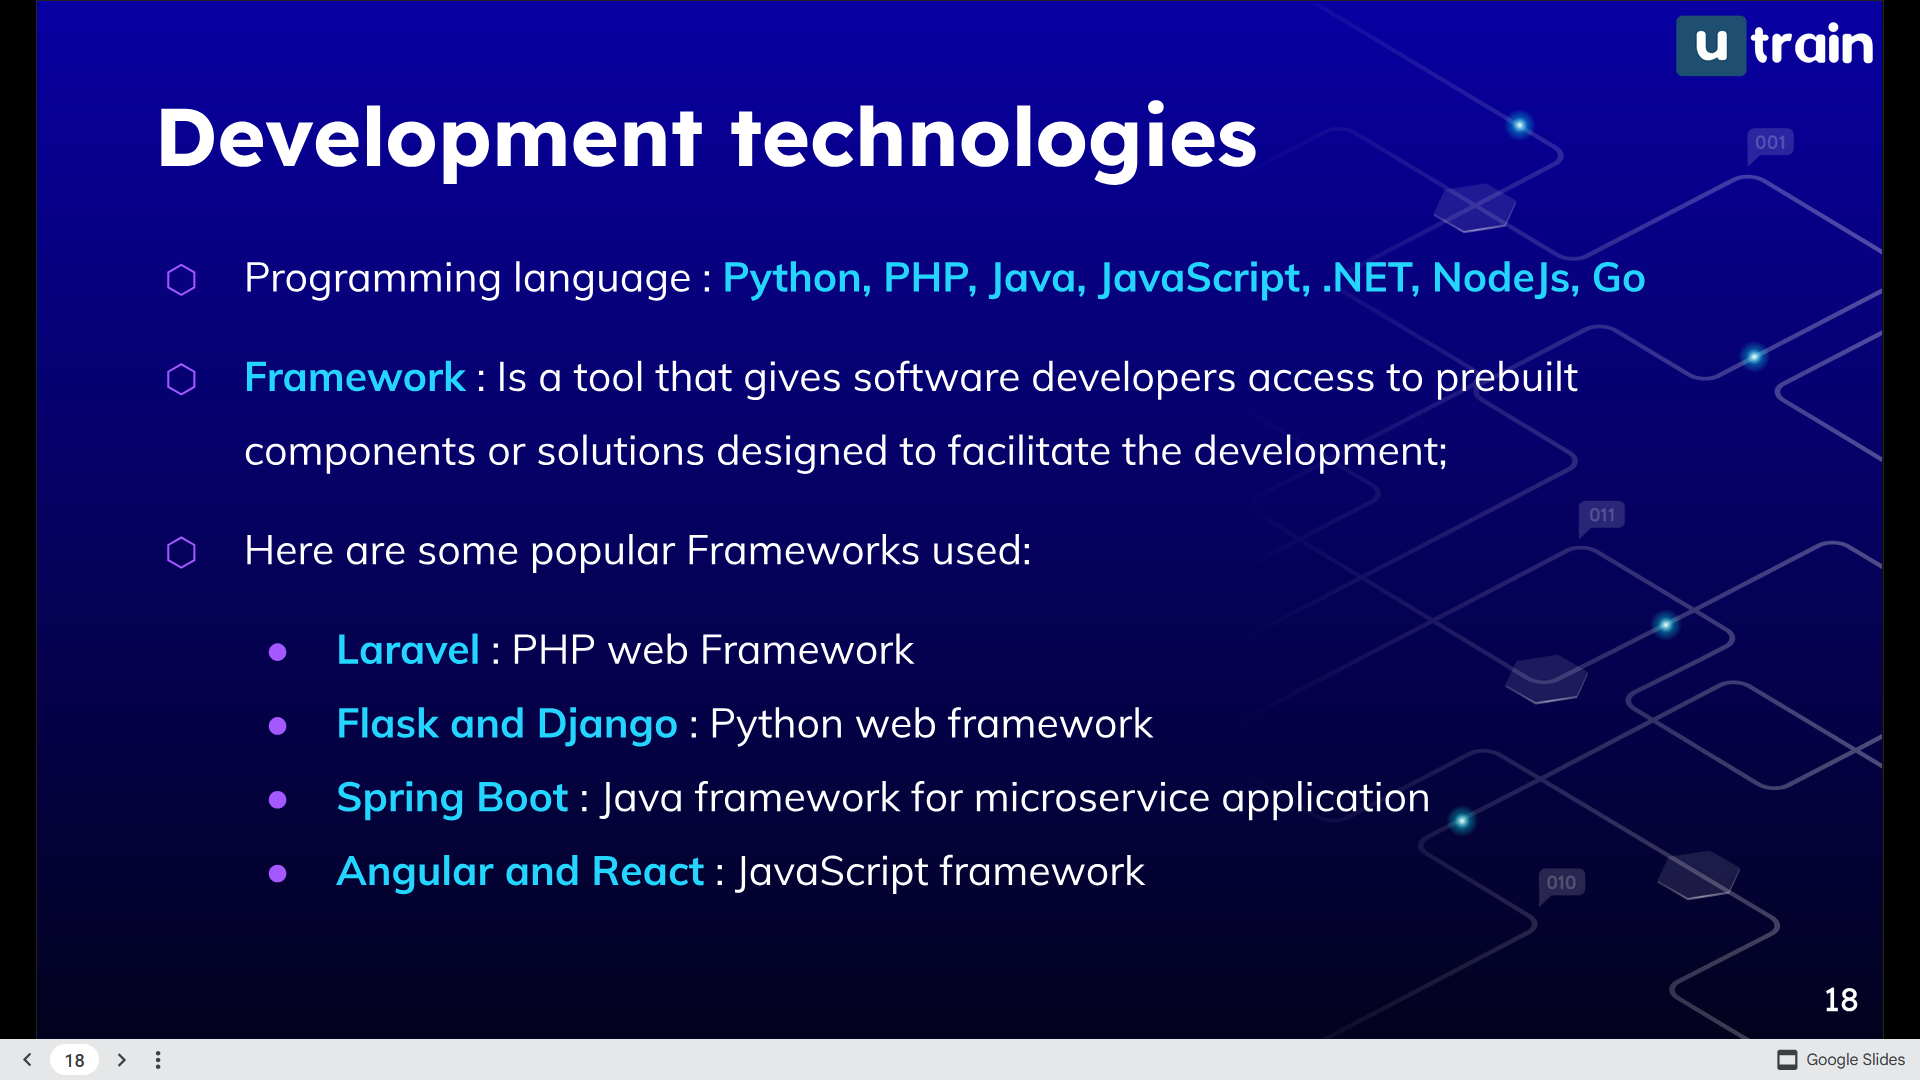 u train
Development technologies
001
Programming language : Python, PHP, Java, JavaScript, .NET, NodeJs, Go
Framework : Is a tool that gives software developers access to prebuilt
components or solutions designed to facilitate the development;
011
Here are some popular Frameworks used:
Laravel : PHP web Framework
Flask and Django : Python web framework
Spring Boot : Java framework for microservice application
Angular and React : JavaScript framework
010
18
18
Google Slides